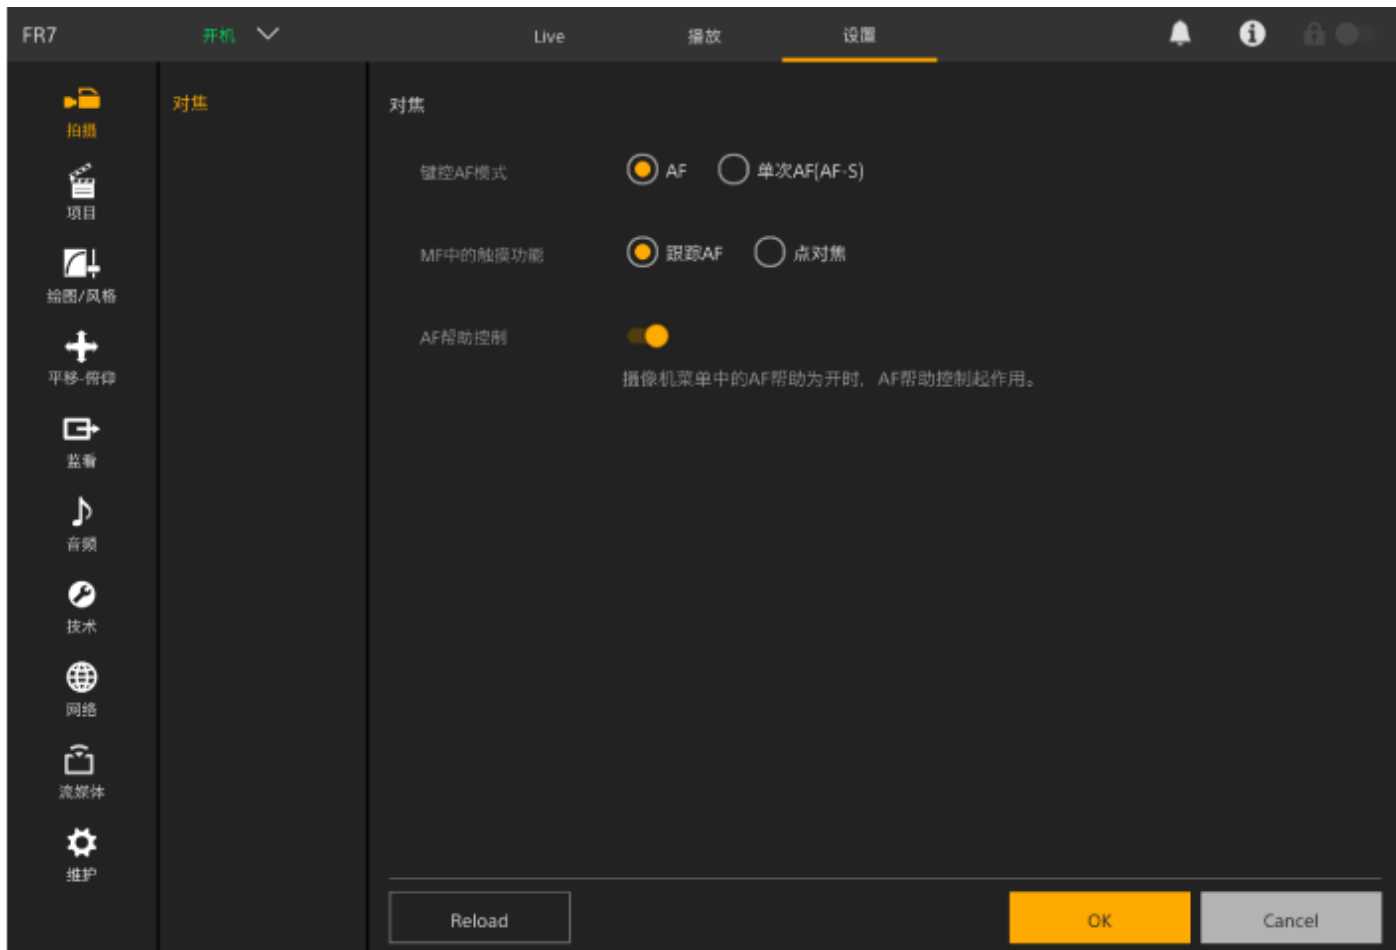 FR7
开机
Live
播放
设置
拍摄
项目
绘图/风格
平移-俯仰
监看
音频
技术
网络
流媒体
维护
对焦
对焦
键控AF模式
AF
单次AF(AF-S)
MF中的触摸功能
跟踪AF
点对焦
AF帮助控制
摄像机菜单中的AF帮助为开时，AF帮助控制起作用。
Reload
OK
Cancel